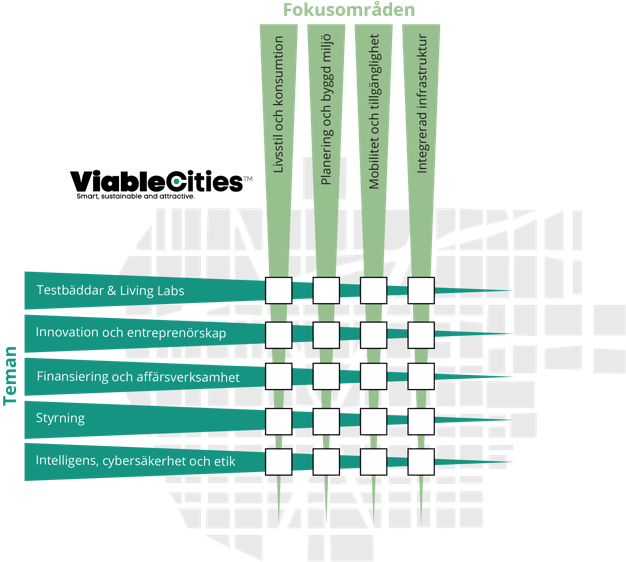 Fokusområden
Livsstil och konsumtion
Planering och byggd miljö
Mobilitet och tillgänglighet
Integrerad infrastruktur
ViableCities™
Smart, sustainable and attractive.
Teman
Testbäddar & Living Labs
Innovation och entreprenörskap
Finansiering och affärsverksamhet
Styrning
Intelligens, cybersäkerhet och etik